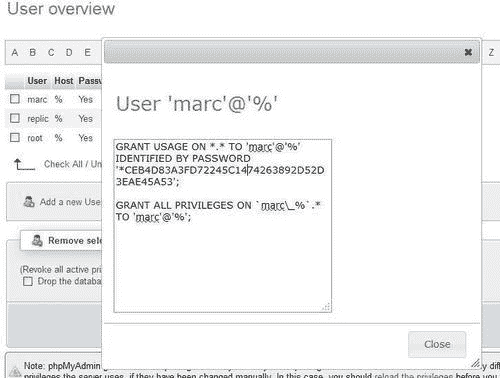 User overview
A B C D E
Z
User Host Passw
marc % Yes
replic % Yes
root % Yes
Check All / Un
Add a new Use
Remove sele
(Revoke all active pri
Drop the databa
User 'marc'@'%'
GRANT USAGE ON *.* TO 'marc'@'%'
IDENTIFIED BY PASSWORD
'*CEB4D83A3FD72245C1474263892D52D
3EAE45A53';
GRANT ALL PRIVILEGES ON `marc\_%`.*
TO 'marc'@'%';
Close
Note: phpMyAdmin g
ay diff
privileges the server uses, if they have been changed manually. In this case, you should reload the privileges before you